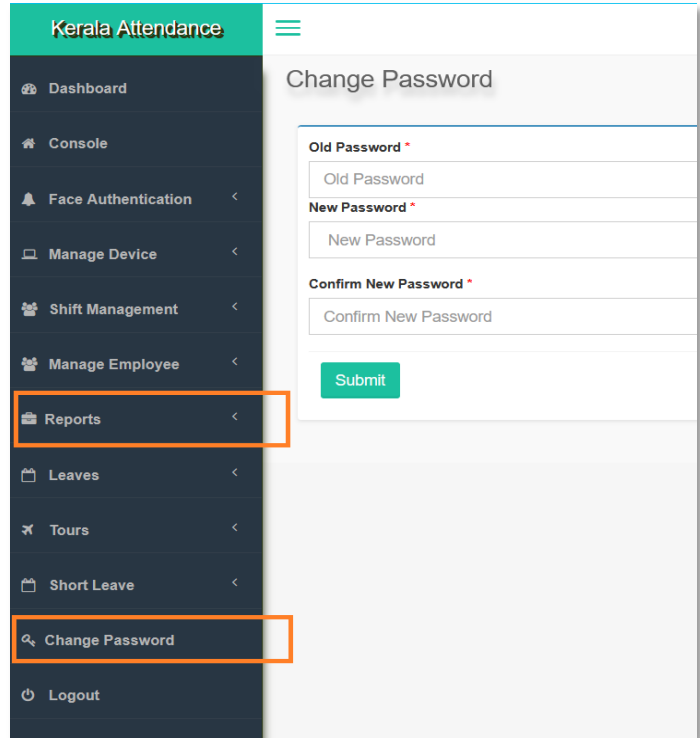 Kerala Attendance
Dashboard
Console
Face Authentication
Manage Device
Shift Management
Manage Employee
Reports
Leaves
Tours
Short Leave
Change Password
Logout
Change Password
Old Password *
Old Password
New Password *
New Password
Confirm New Password *
Confirm New Password
Submit